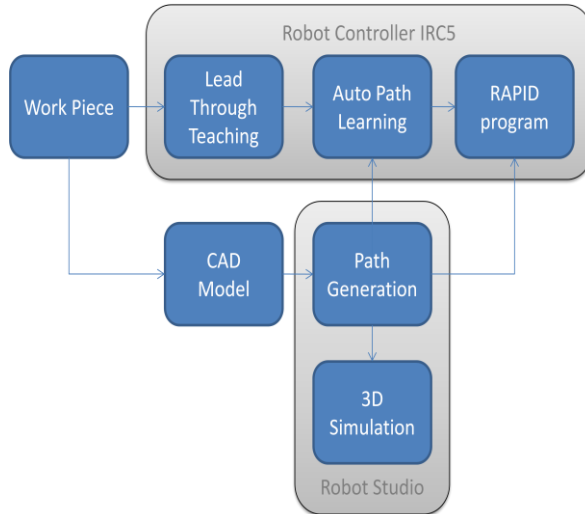 Robot Controller IRC5
Work Piece
Lead
Through
Teaching
Auto Path
Learning
RAPID
program
CAD
Model
Path
Generation
3D
Simulation
Robot Studio